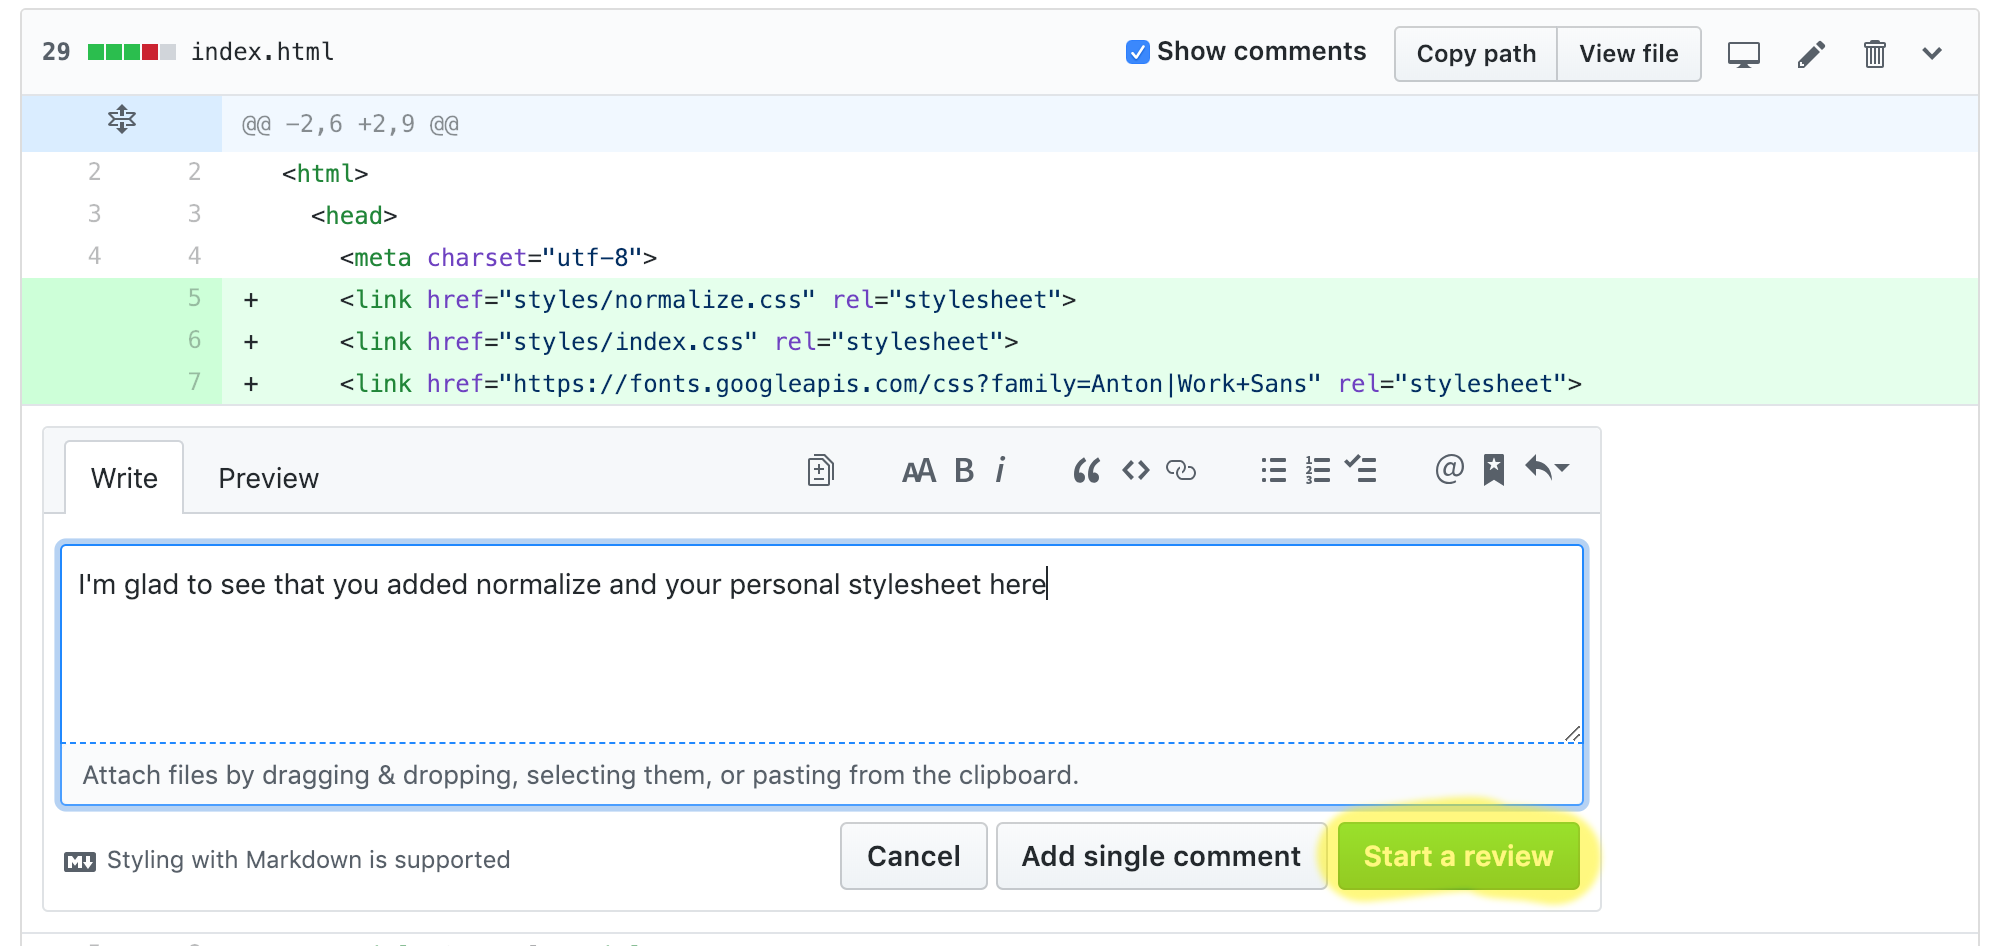 29 index.html Show comments Copy path View file
@@ -2,6 +2,9 @@
2 2 <html>
3 3 <head>
4 4 <meta charset="utf-8">
5 + <link href="styles/normalize.css" rel="stylesheet">
6 + <link href="styles/index.css" rel="stylesheet">
7 + <link href="https://fonts.googleapis.com/css?family=Anton|Work+Sans" rel="stylesheet">
Write Preview AA B i
I'm glad to see that you added normalize and your personal stylesheet here
Attach files by dragging & dropping, selecting them, or pasting from the clipboard.
Styling with Markdown is supported Cancel Add single comment Start a review